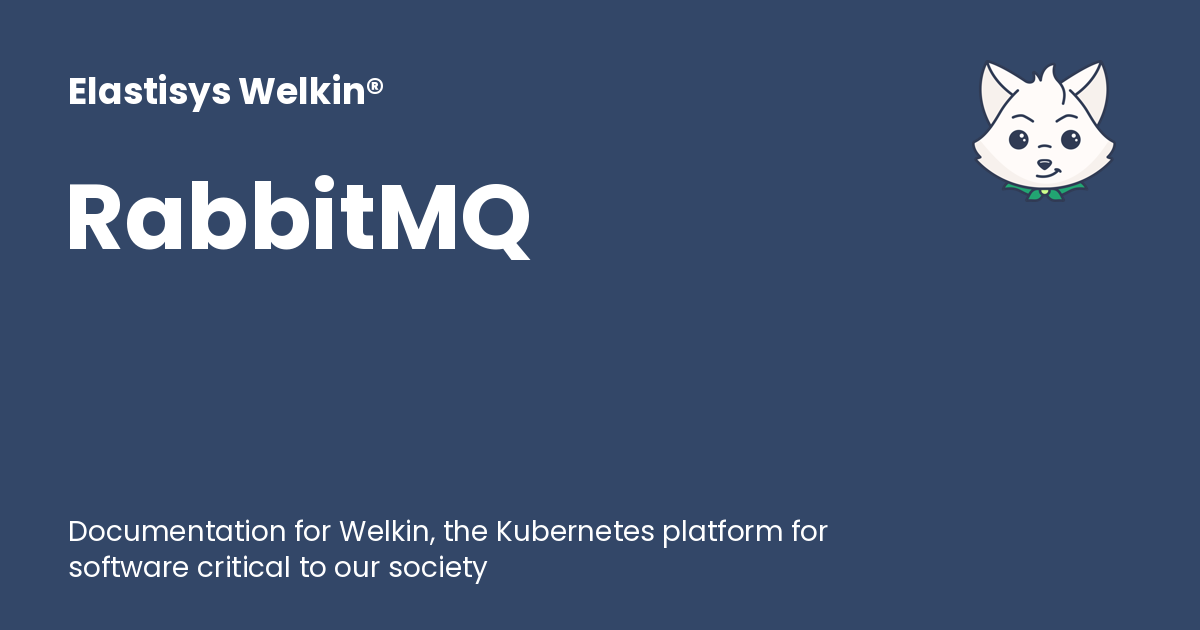 Elastisys Welkin®
RabbitMQ
Documentation for Welkin, the Kubernetes platform for
software critical to our society